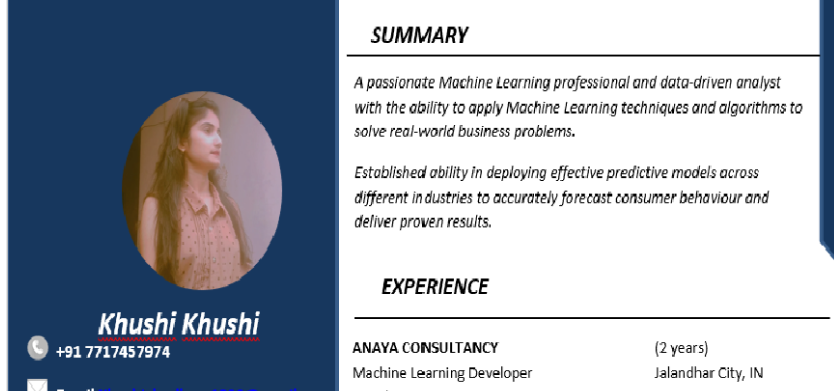 Khushi Khushi
+91 7717457974
SUMMARY
A passionate Machine Learning professional and data-driven analyst
with the ability to apply Machine Learning techniques and algorithms to
solve real-world business problems.
Established ability in deploying effective predictive models across
different industries to accurately forecast consumer behaviour and
deliver proven results.
EXPERIENCE
ANAYA CONSULTANCY (2 years)
Machine Learning Developer Jalandhar City, IN